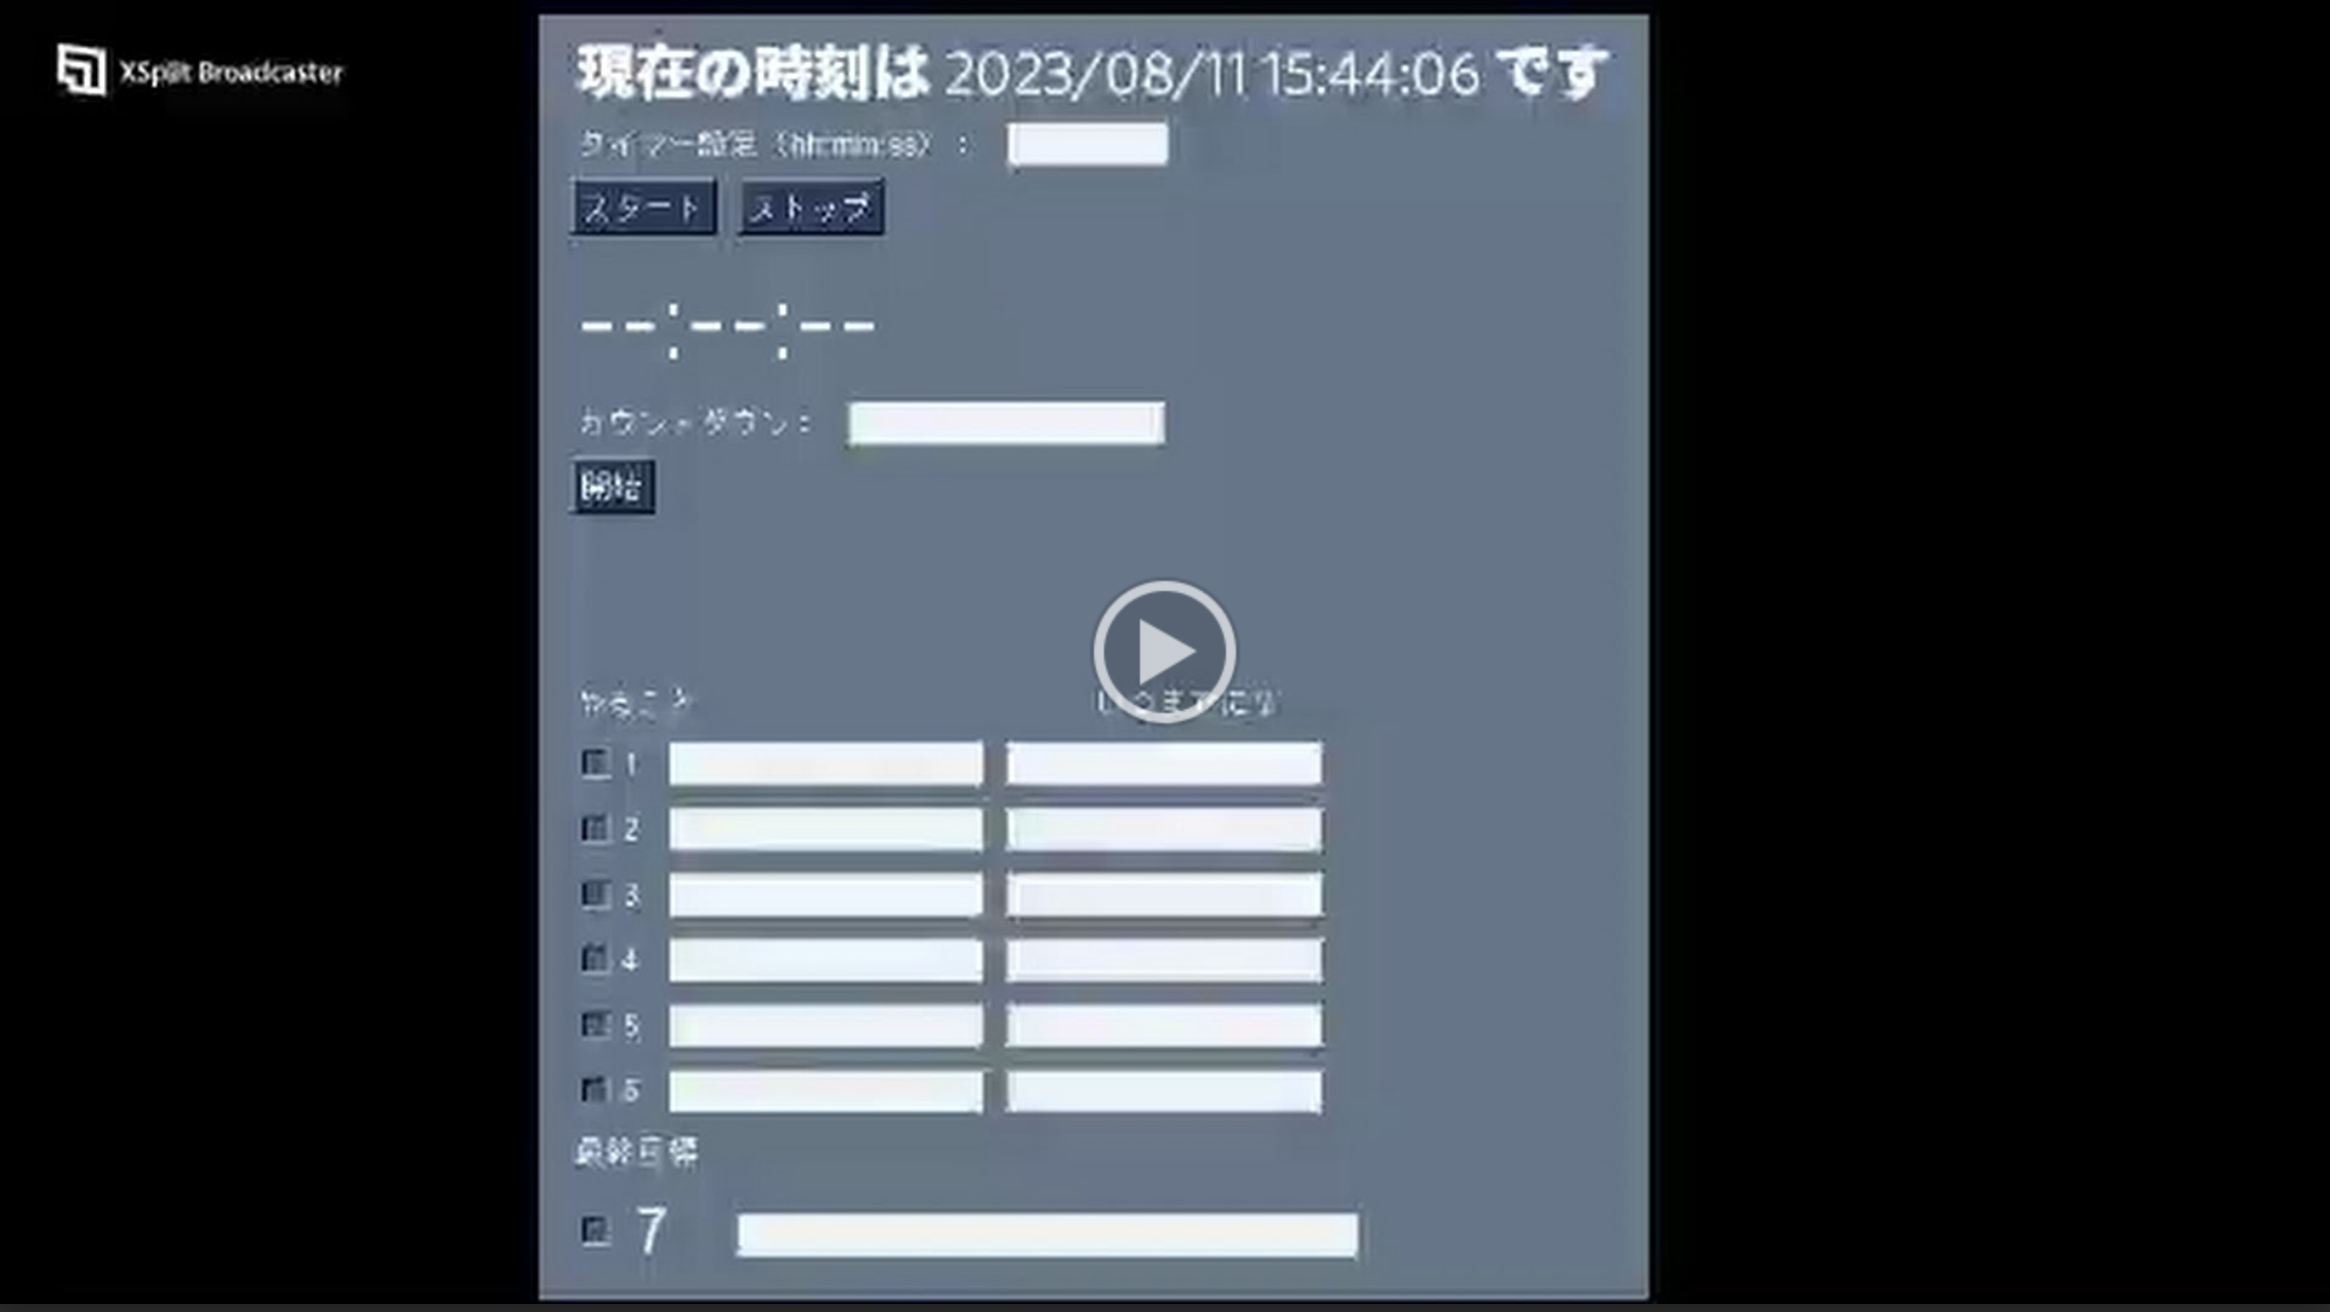 XSplit Broadcaster
現在の時刻は 2023/08/11 15:44:06 です
タイマー設定（hh:mm:ss）：
スタート ストップ
--:--:--
カウントダウン：
開始
やること いつまでにな
1
2
3
4
5
6
最終目標
7